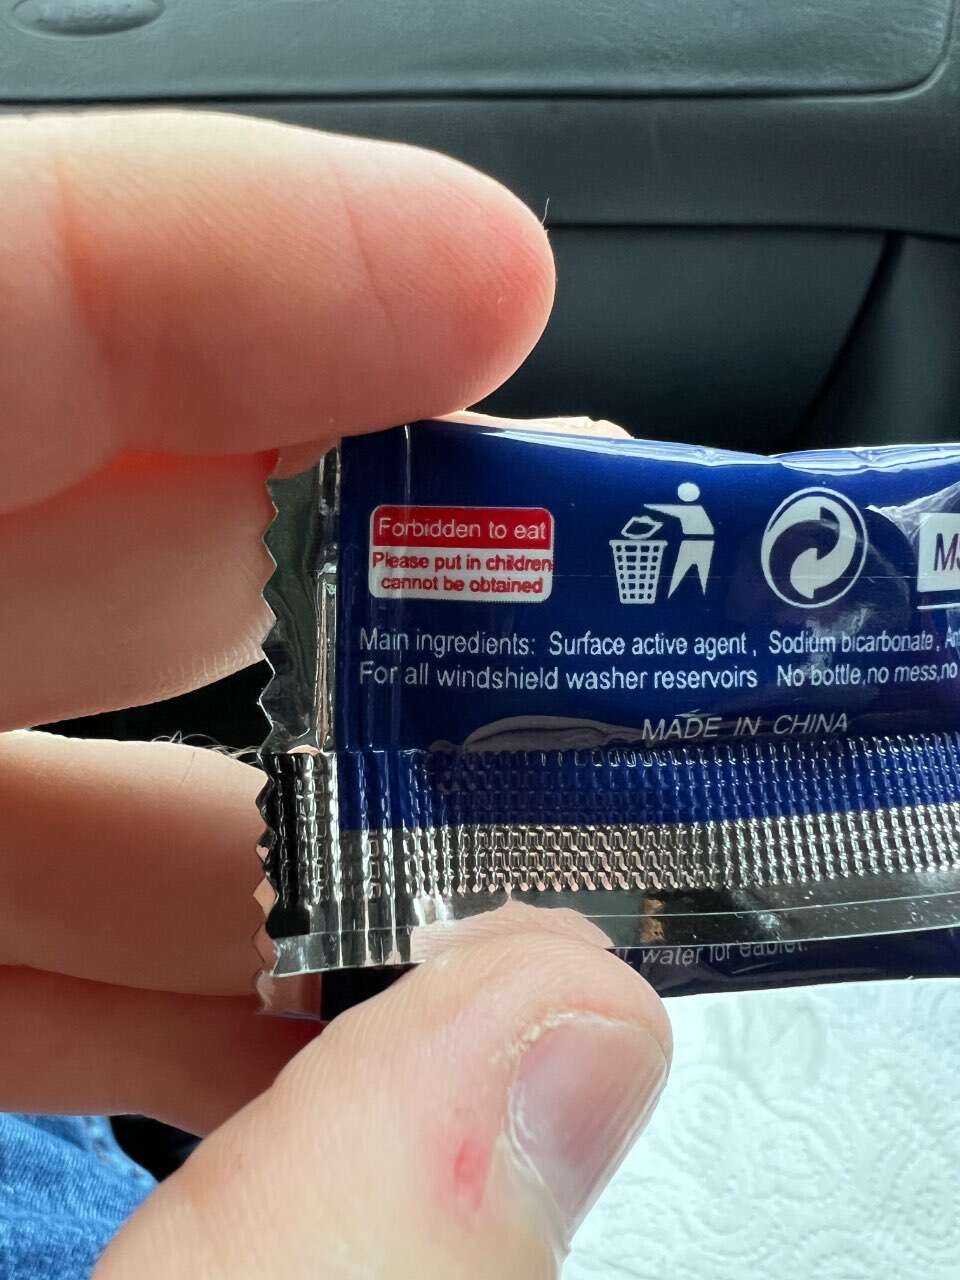 Forbidden to eat
Please put in children
cannot be obtained
Main ingredients: Surface active agent, Sodium bicarbonate,
For all windshield washer reservoirs No bottle,no mess,no
MADE IN CHINA
water for